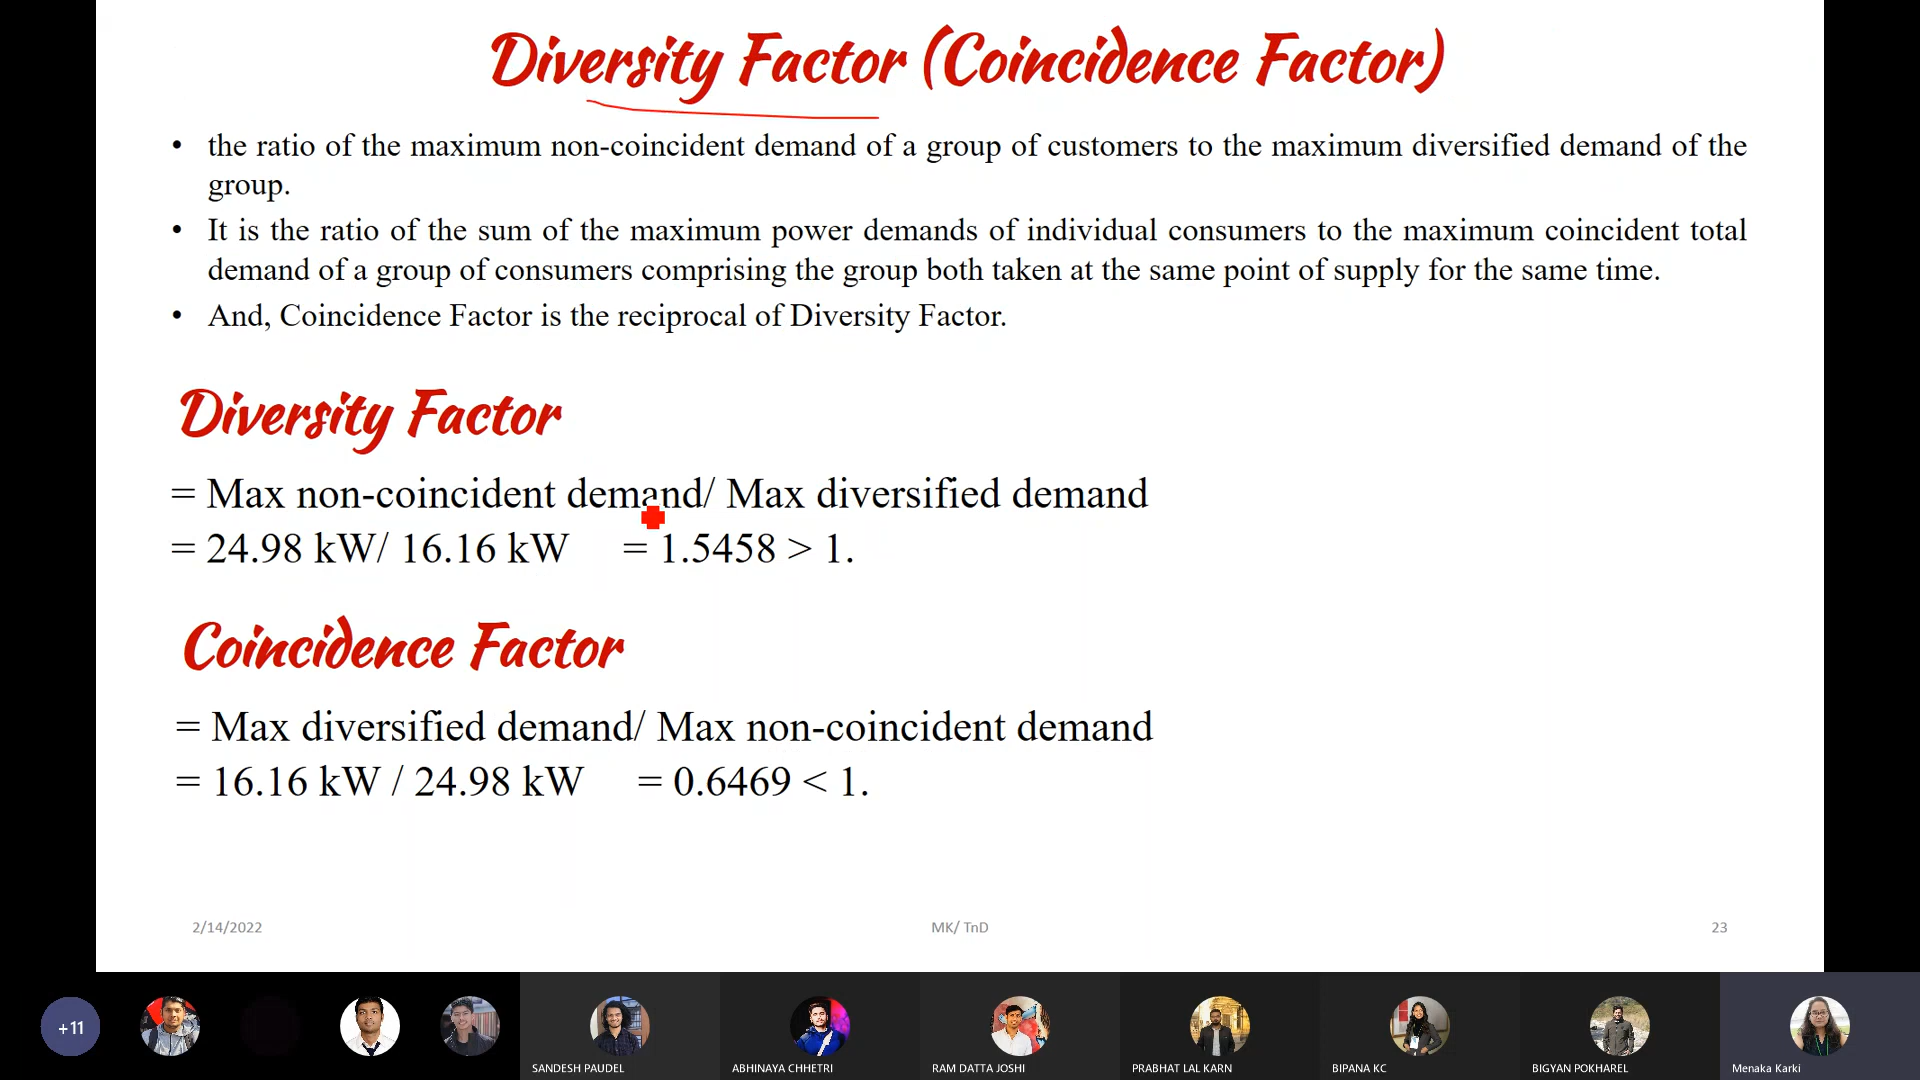 Diversity Factor (Coincidence Factor)
• the ratio of the maximum non-coincident demand of a group of customers to the maximum diversified demand of the
group.
• It is the ratio of the sum of the maximum power demands of individual consumers to the maximum coincident total
demand of a group of consumers comprising the group both taken at the same point of supply for the same time.
• And, Coincidence Factor is the reciprocal of Diversity Factor.
Diversity Factor
= Max non-coincident demand/ Max diversified demand
= 24.98 kW/ 16.16 kW = 1.5458 > 1.
Coincidence Factor
= Max diversified demand/ Max non-coincident demand
= 16.16 kW / 24.98 kW = 0.6469 < 1.
2/14/2022 MK/ TnD 23
+11
SANDESH PAUDEL ABHINAYA CHHETRI RAM DATTA JOSHI PRABHAT LAL KARN BIPANA KC BIGYAN POKHAREL Menaka Karki